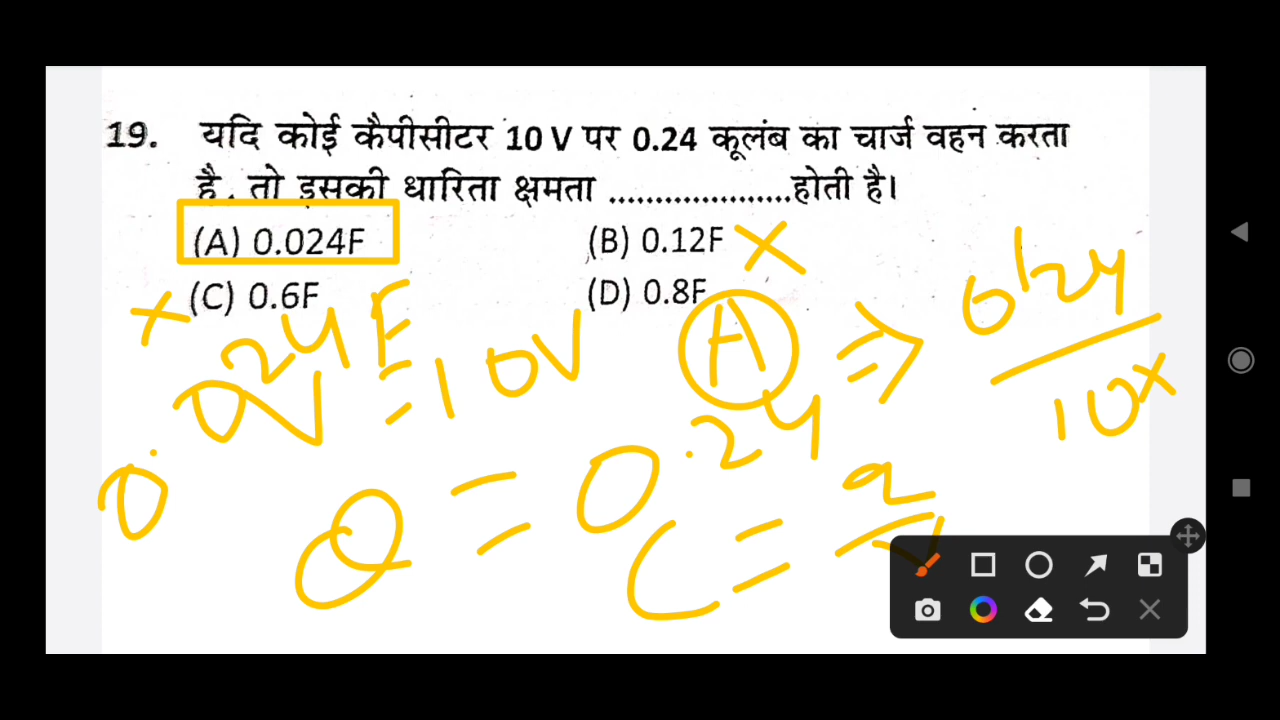 19. यदि कोई कैपीसीटर 10 V पर 0.24 कूलंब का चार्ज वहन करता
है . तो इसकी धारिता क्षमता .....................होती है।
(A) 0.024F (B) 0.12F
(C) 0.6F (D) 0.8F
24F = 10V A ⇒ 0.24
10
Q = 0.24
0.
C =